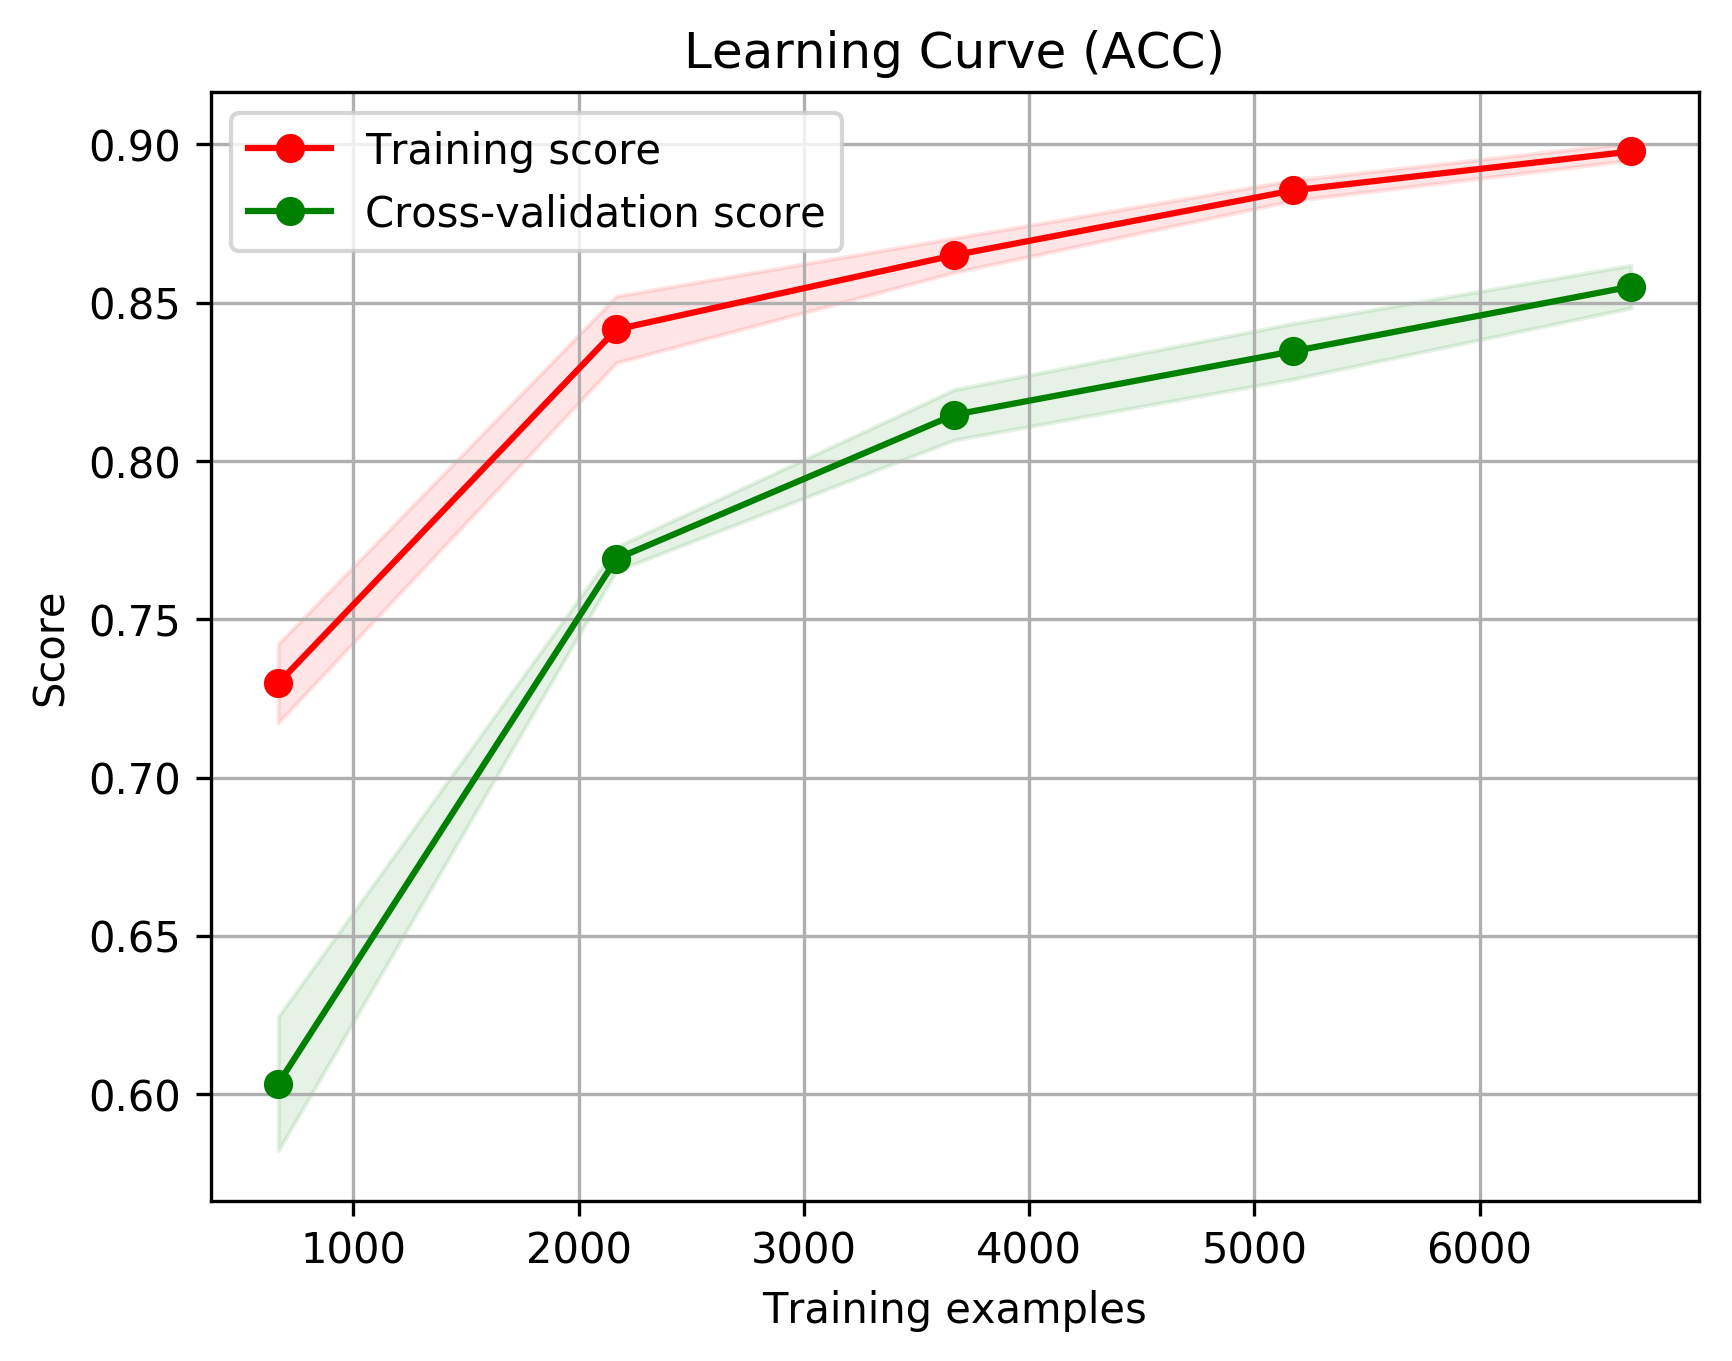 Learning Curve (ACC)
Training score
Cross-validation score
0.90
0.85
0.80
0.75
0.70
0.65
0.60
Score
1000 2000 3000 4000 5000 6000
Training examples